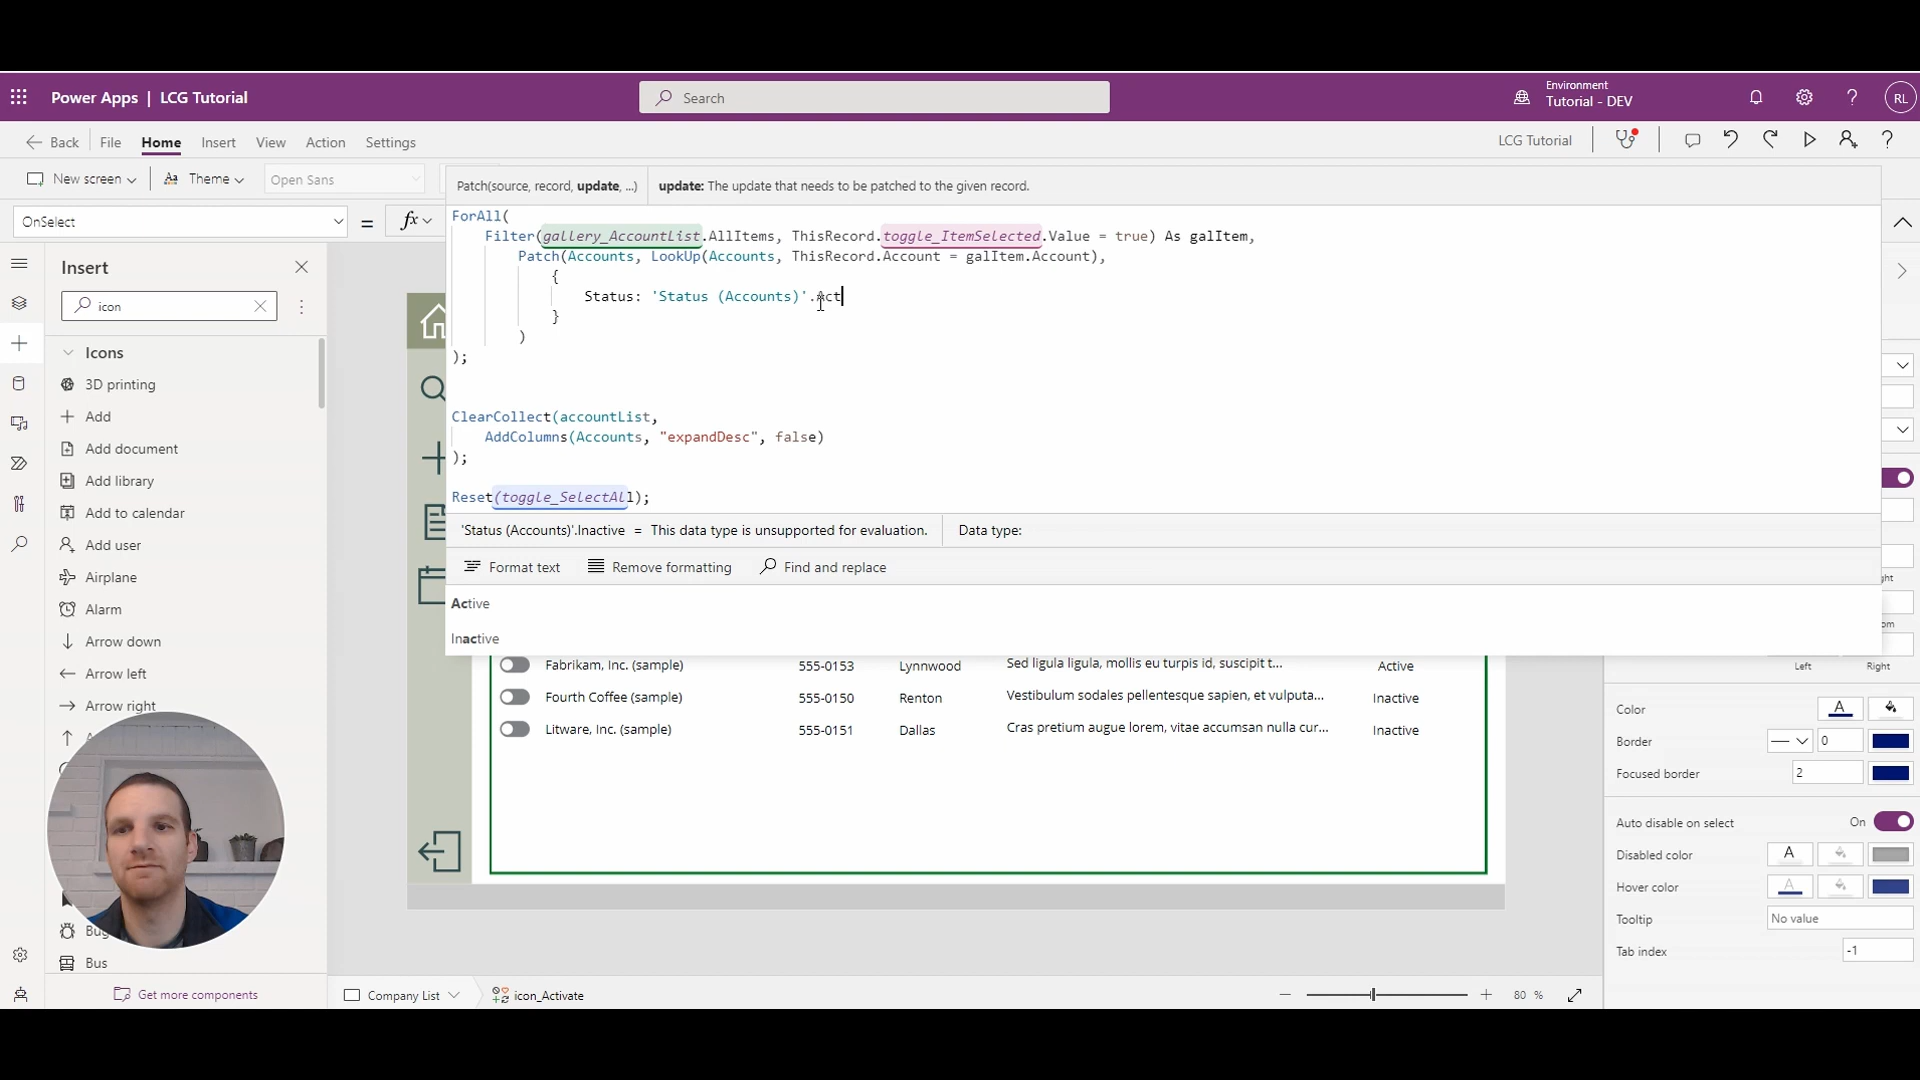 Power Apps | LCG Tutorial
Search
Environment
Tutorial - DEV
RL
Back
File
Home
Insert
View
Action
Settings
LCG Tutorial
New screen
Theme
Open Sans
Patch(source, record, update, ...)
update: The update that needs to be patched to the given record.
OnSelect
=
fx
ForAll(
Filter(gallery_AccountList.AllItems, ThisRecord.toggle_ItemSelected.Value = true) As galItem,
Patch(Accounts, LookUp(Accounts, ThisRecord.Account = galItem.Account),
{
Status: 'Status (Accounts)'.Act
}
)
);
ClearCollect(accountList,
AddColumns(Accounts, "expandDesc", false)
);
Reset(toggle_SelectAll);
'Status (Accounts)'.Inactive = This data type is unsupported for evaluation.
Data type:
Format text
Remove formatting
Find and replace
Active
Inactive
Insert
icon
Icons
3D printing
Add
Add document
Add library
Add to calendar
Add user
Airplane
Alarm
Arrow down
Arrow left
Arrow right
Bus
Get more components
Fabrikam, Inc. (sample) 555-0153 Lynnwood Sed ligula ligula, mollis eu turpis id, suscipit t... Active
Fourth Coffee (sample) 555-0150 Renton Vestibulum sodales pellentesque sapien, et vulputa... Inactive
Litware, Inc. (sample) 555-0151 Dallas Cras pretium augue lorem, vitae accumsan nulla cur... Inactive
Left
Right
Color
Border
0
Focused border
2
Auto disable on select
On
Disabled color
Hover color
Tooltip
No value
Tab index
-1
Company List
icon_Activate
80 %